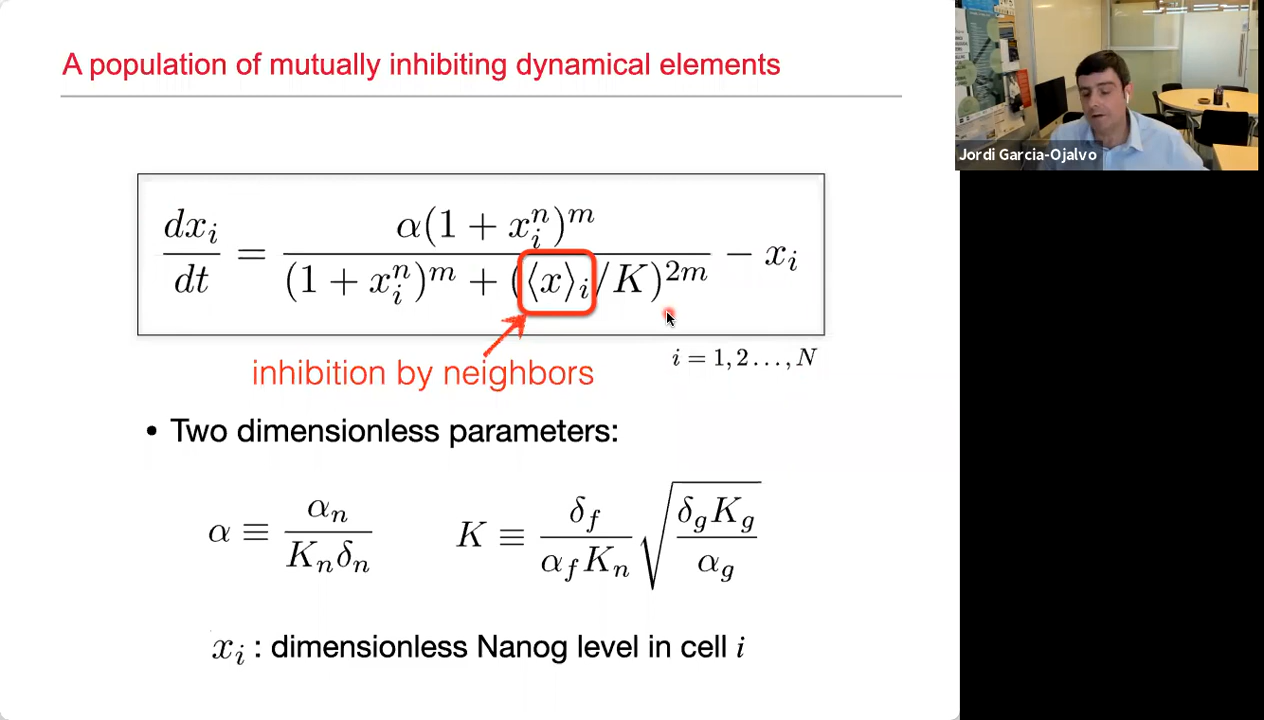 A population of mutually inhibiting dynamical elements
Jordi Garcia-Ojalvo
dx_i/dt = α(1 + x_i^n)^m / ((1 + x_i^n)^m + (⟨x⟩_i/K)^{2m}) − x_i
inhibition by neighbors
i = 1, 2 . . . , N
• Two dimensionless parameters:
α ≡ α_n / (K_n δ_n)    K ≡ δ_f / (α_f K_n) √(δ_g K_g / α_g)
x_i : dimensionless Nanog level in cell i